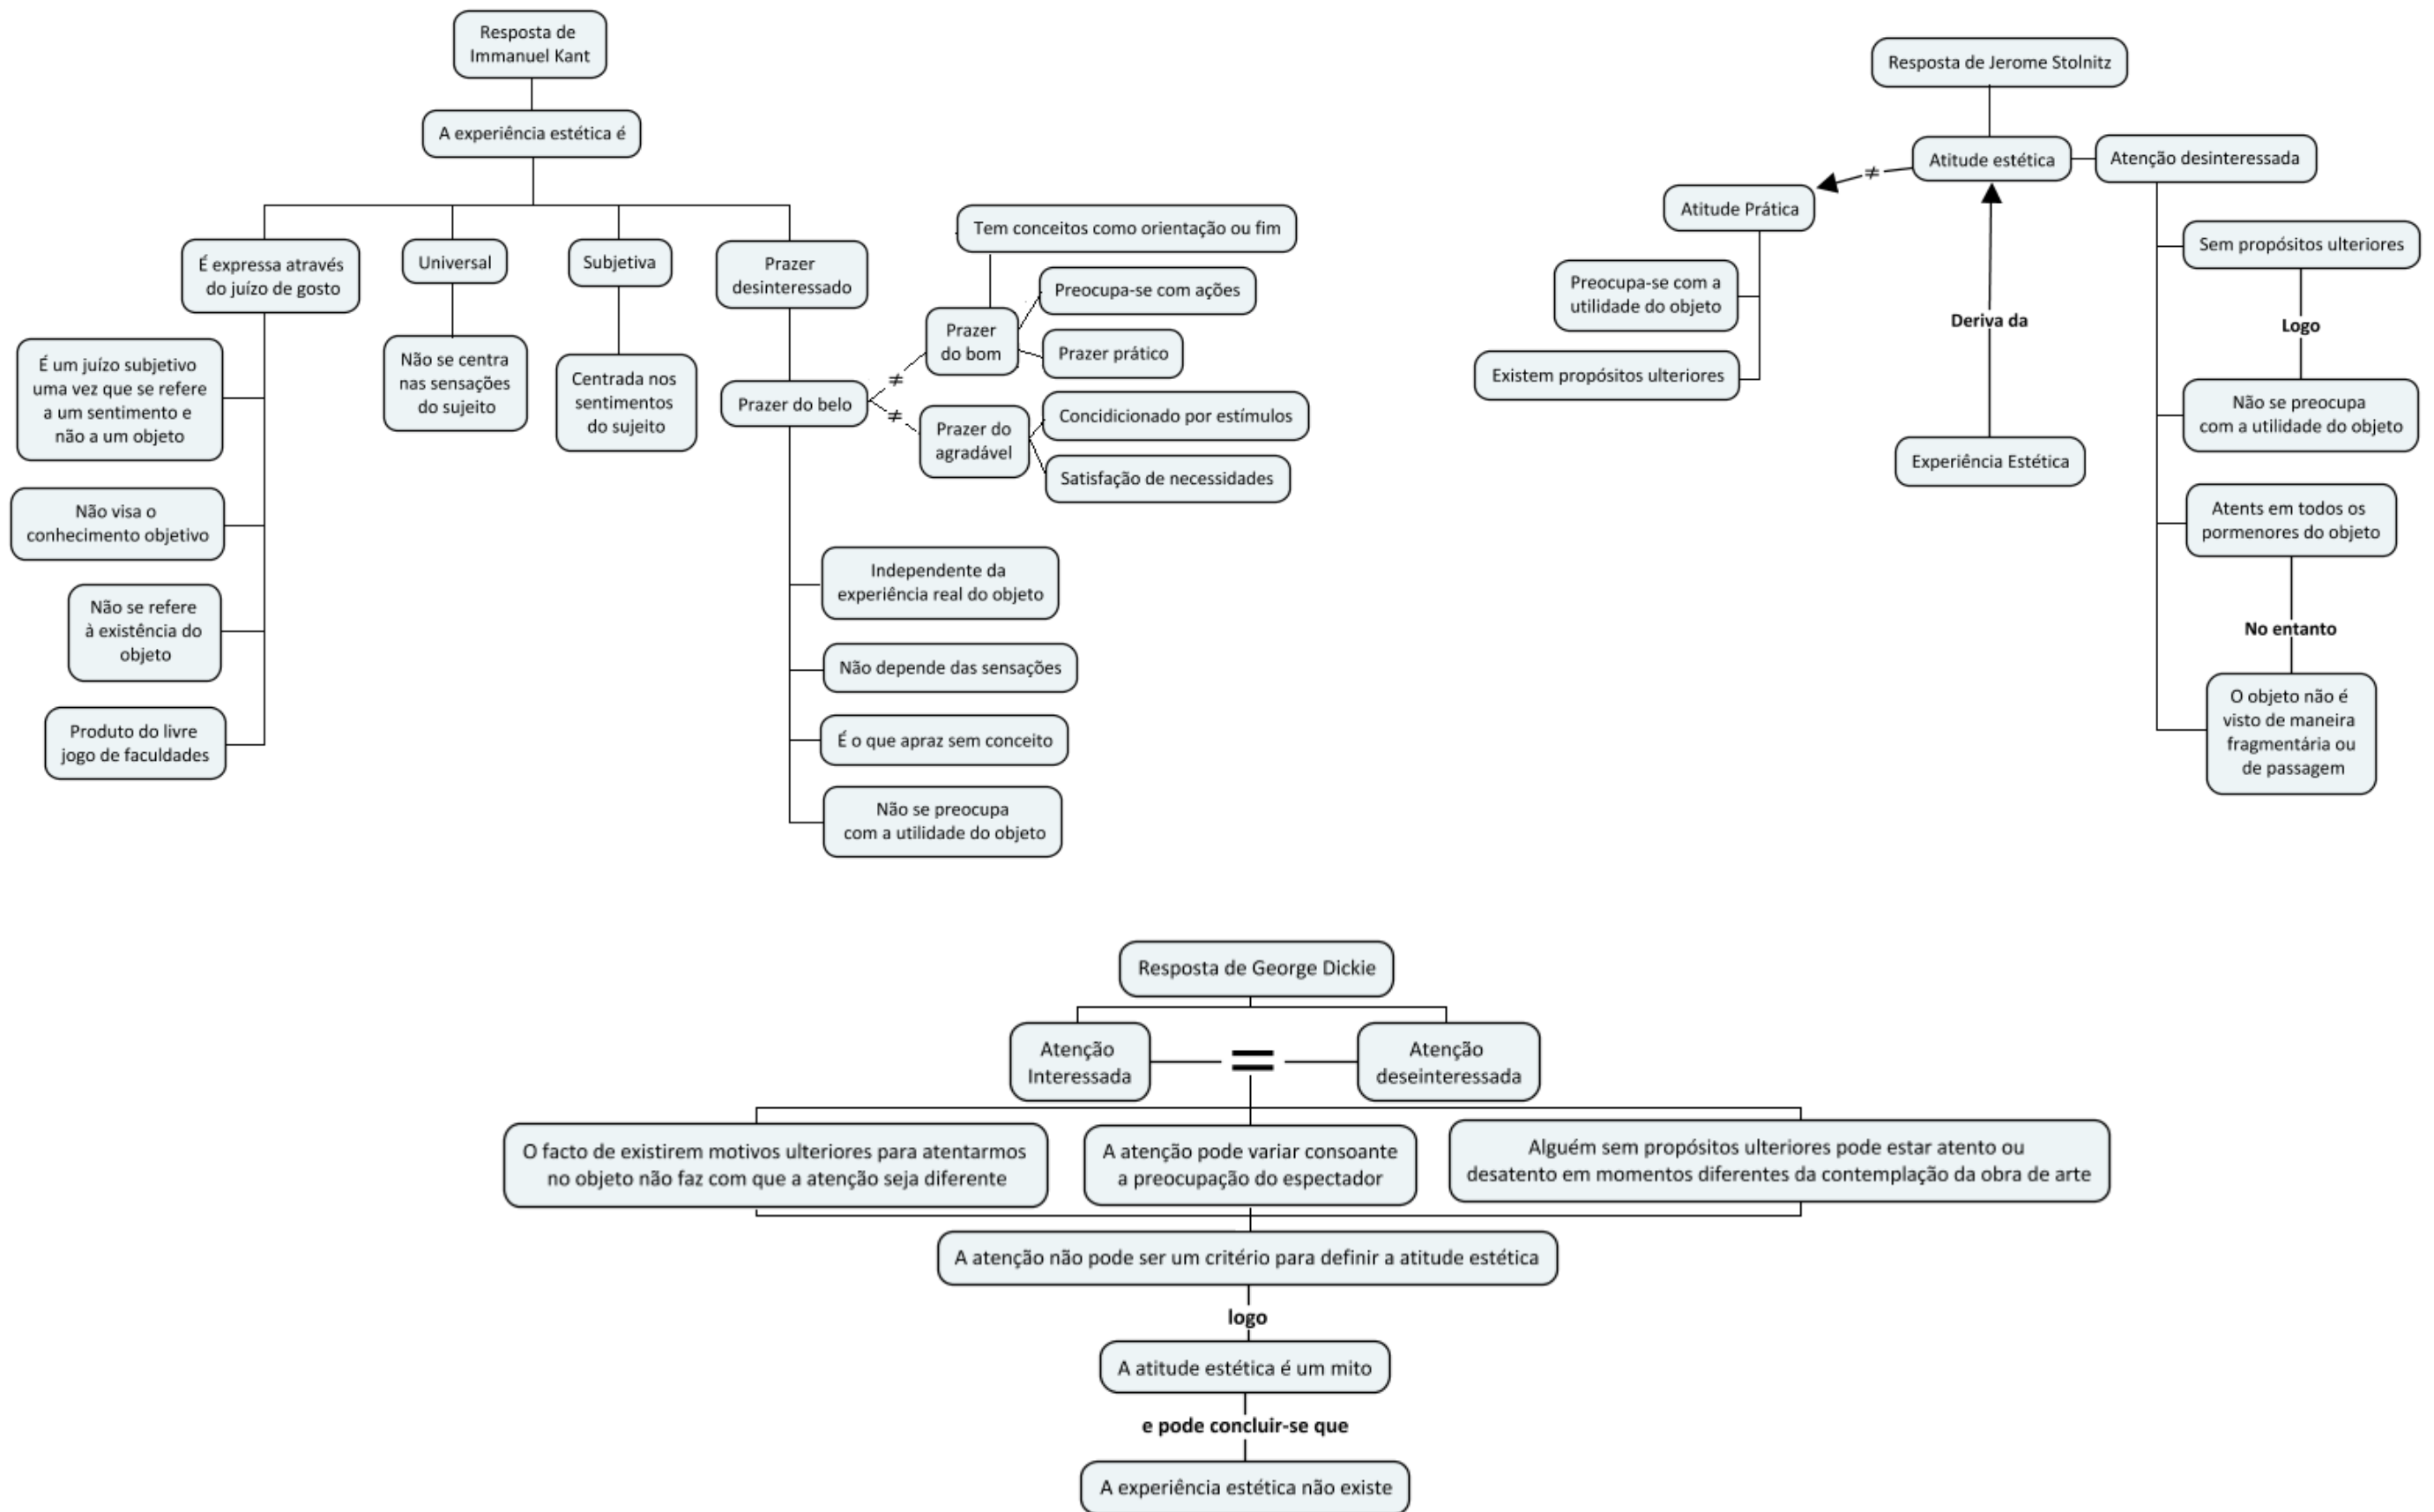 Resposta de
Immanuel Kant
A experiência estética é
É expressa através
do juízo de gosto
É um juízo subjetivo
uma vez que se refere
a um sentimento e
não a um objeto
Não visa o
conhecimento objetivo
Não se refere
à existência do
objeto
Produto do livre
jogo de faculdades
Universal
Não se centra
nas sensações
do sujeito
Subjetiva
Centrada nos
sentimentos
do sujeito
Prazer
desinteressado
Prazer do belo
≠
≠
Prazer
do bom
Tem conceitos como orientação ou fim
Preocupa-se com ações
Prazer prático
Prazer do
agradável
Concidicionado por estímulos
Satisfação de necessidades
Independente da
experiência real do objeto
Não depende das sensações
É o que apraz sem conceito
Não se preocupa
com a utilidade do objeto
Resposta de Jerome Stolnitz
Atitude estética
≠
Atitude Prática
Preocupa-se com a
utilidade do objeto
Existem propósitos ulteriores
Deriva da
Experiência Estética
Atenção desinteressada
Sem propósitos ulteriores
Logo
Não se preocupa
com a utilidade do objeto
Atents em todos os
pormenores do objeto
No entanto
O objeto não é
visto de maneira
fragmentária ou
de passagem
Resposta de George Dickie
Atenção
Interessada
=
Atenção
deseinteressada
O facto de existirem motivos ulteriores para atentarmos
no objeto não faz com que a atenção seja diferente
A atenção pode variar consoante
a preocupação do espectador
Alguém sem propósitos ulteriores pode estar atento ou
desatento em momentos diferentes da contemplação da obra de arte
A atenção não pode ser um critério para definir a atitude estética
logo
A atitude estética é um mito
e pode concluir-se que
A experiência estética não existe